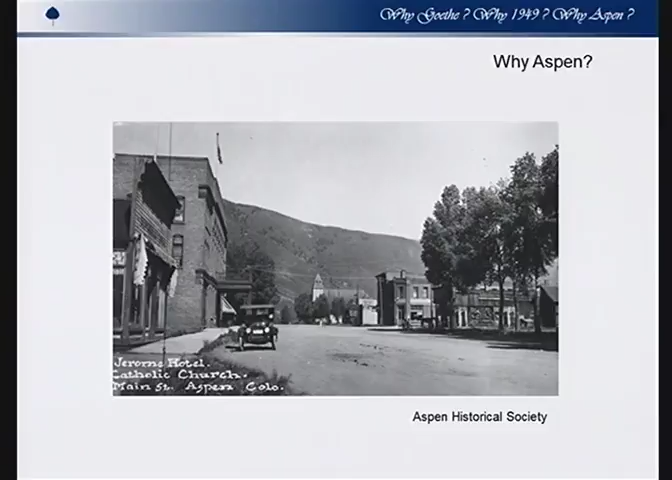 Why Goethe? Why 1949? Why Aspen?
Why Aspen?
Jerome Hotel.
Catholic Church.
Main St. Aspen Colo.
Aspen Historical Society